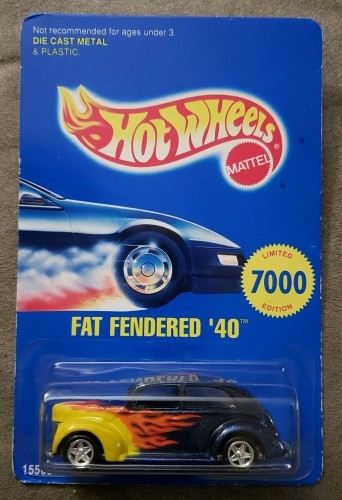 Not recommended for ages under 3.
DIE CAST METAL
& PLASTIC.
HOT WHEELS
MATTEL
LIMITED
7000
EDITION
FAT FENDERED '40™